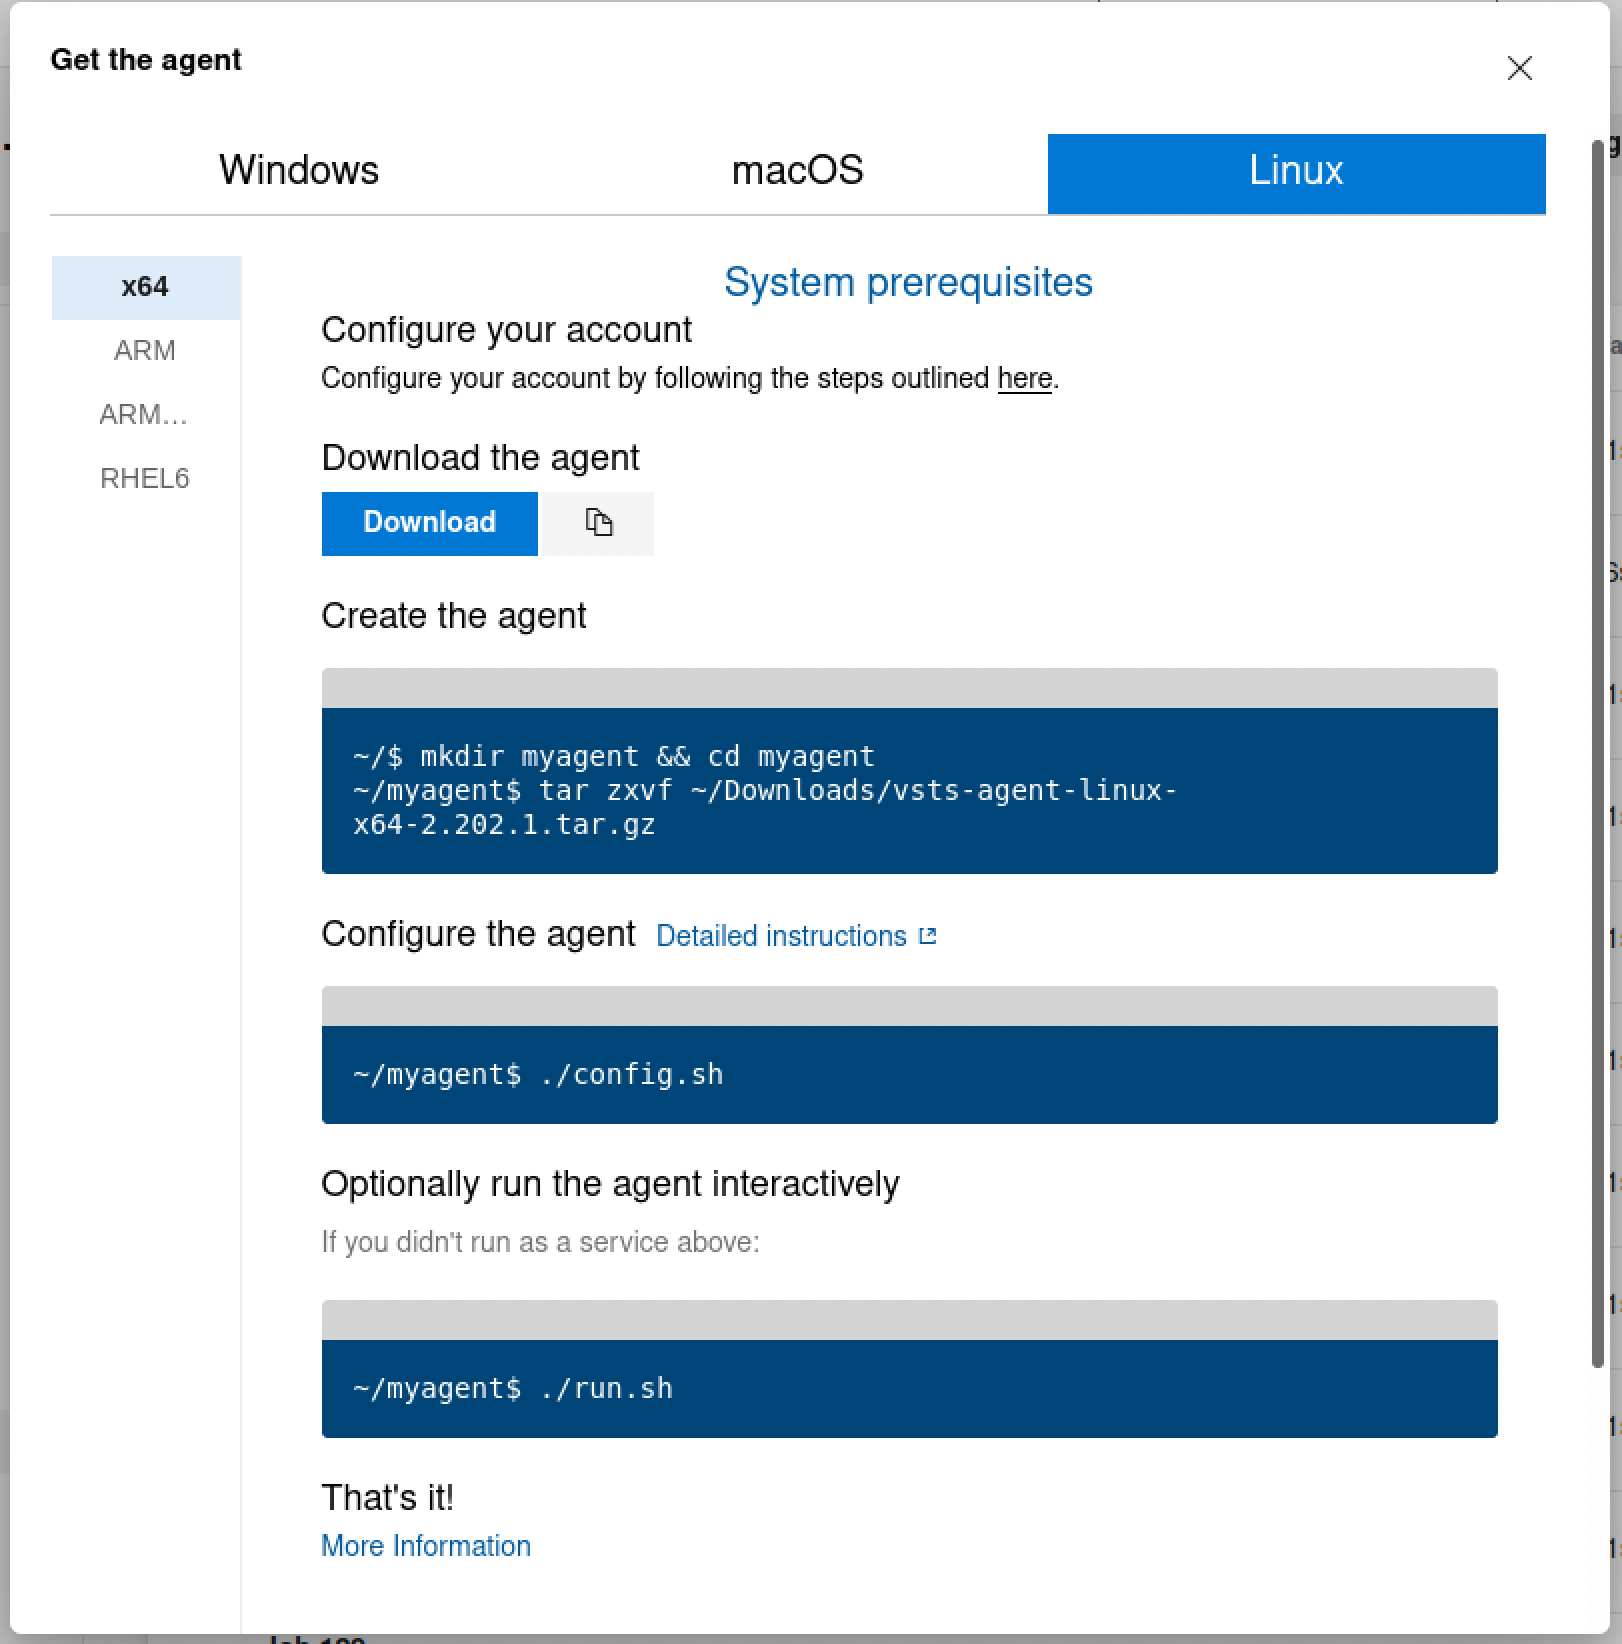 Get the agent
Windows
macOS
Linux
x64
ARM
ARM...
RHEL6
System prerequisites
Configure your account
Configure your account by following the steps outlined here.
Download the agent
Download
Create the agent
~/$ mkdir myagent && cd myagent
~/myagent$ tar zxvf ~/Downloads/vsts-agent-linux-
x64-2.202.1.tar.gz
Configure the agent Detailed instructions
~/myagent$ ./config.sh
Optionally run the agent interactively
If you didn't run as a service above:
~/myagent$ ./run.sh
That's it!
More Information